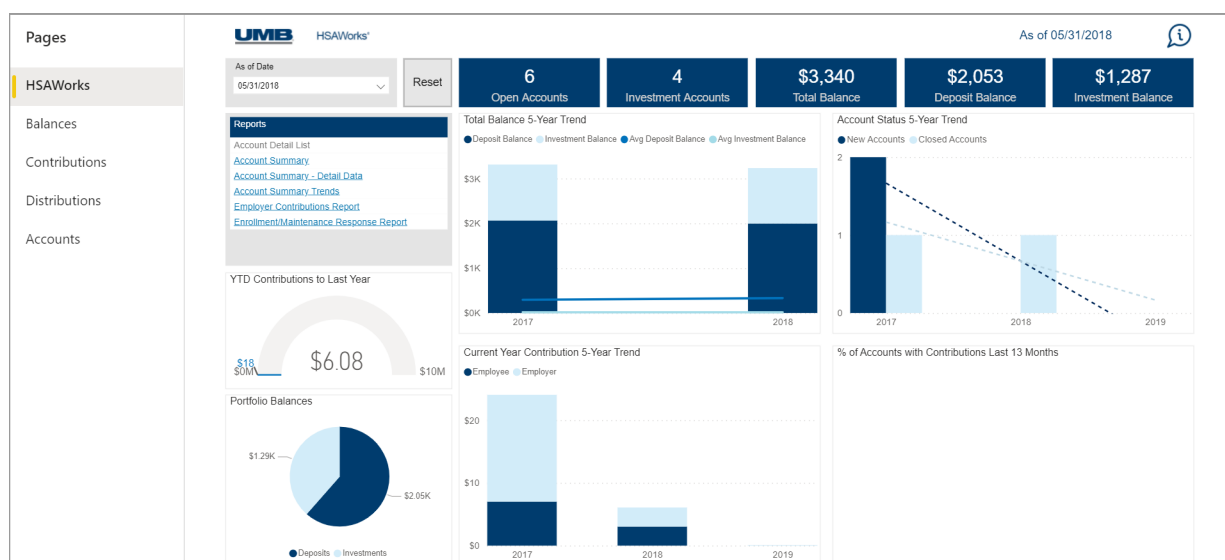 Pages
HSAWorks
Balances
Contributions
Distributions
Accounts
UMB HSAWorks®
As of 05/31/2018
i
As of Date
05/31/2018
Reset
6
Open Accounts
4
Investment Accounts
$3,340
Total Balance
$2,053
Deposit Balance
$1,287
Investment Balance
Reports
Account Detail List
Account Summary
Account Summary - Detail Data
Account Summary Trends
Employer Contributions Report
Enrollment/Maintenance Response Report
YTD Contributions to Last Year
$18
$0M
$6.08
$10M
Portfolio Balances
$1.29K
$2.05K
Deposits Investments
Total Balance 5-Year Trend
Deposit Balance Investment Balance Avg Deposit Balance Avg Investment Balance
$3K
$2K
$1K
$0K
2017 2018
Current Year Contribution 5-Year Trend
Employee Employer
$20
$10
$0
2017 2018 2019
Account Status 5-Year Trend
New Accounts Closed Accounts
2
1
0
2017 2018 2019
% of Accounts with Contributions Last 13 Months